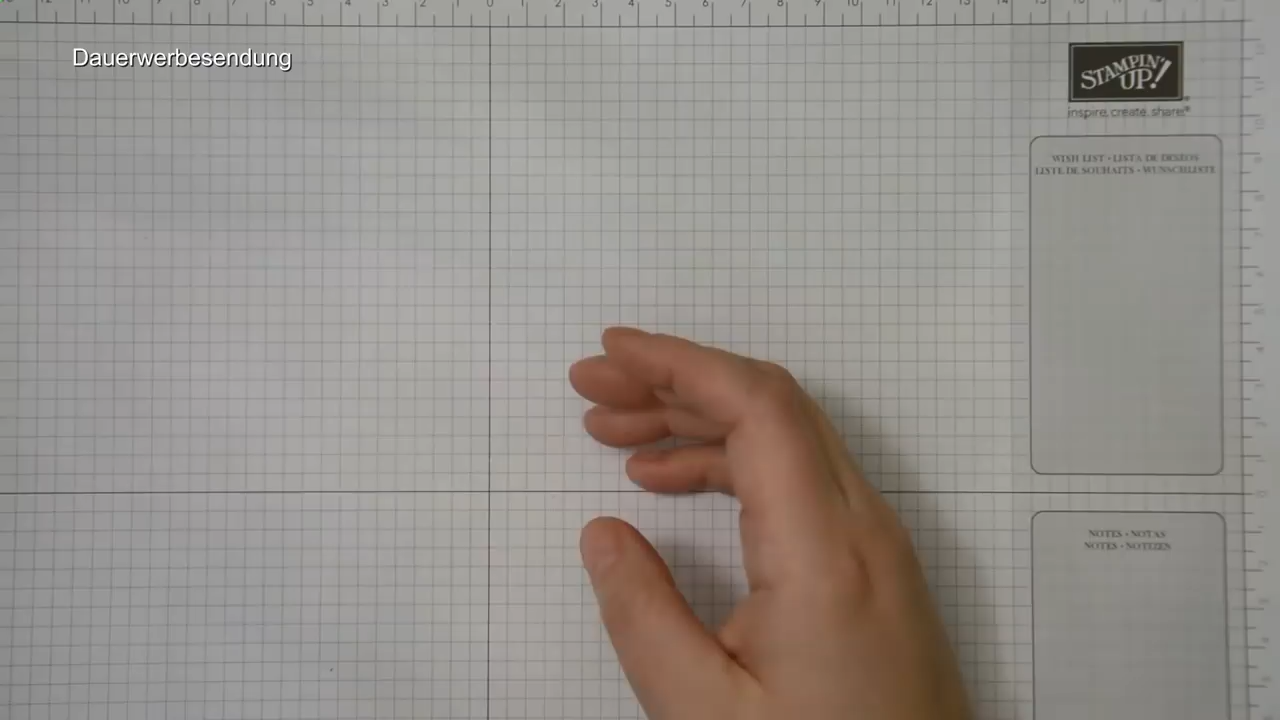 Dauerwerbesendung
STAMPIN' UP!
inspire. create. share.®
WISH LIST • LISTA DE DESEOS
LISTE DE SOUHAITS • WUNSCHLISTE
NOTES • NOTAS
NOTES • NOTIZEN